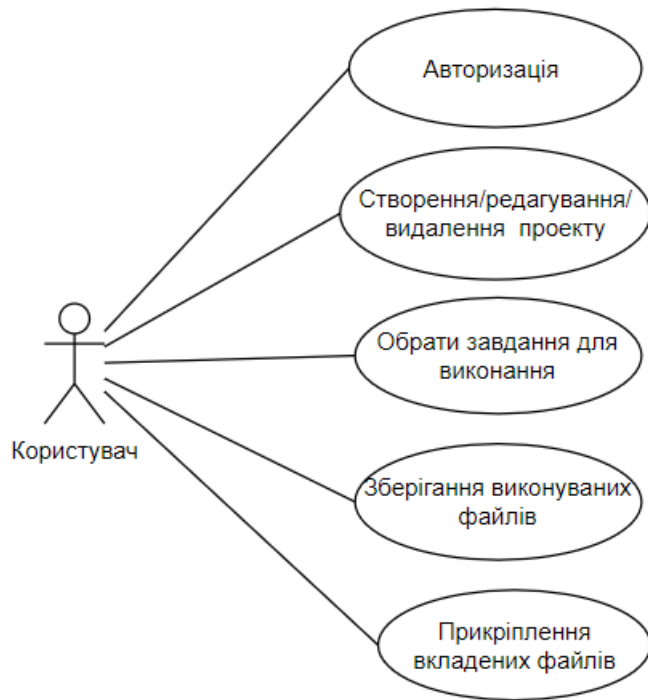 Авторизація
Створення/редагування/
видалення проекту
Обрати завдання для
виконання
Користувач
Зберігання виконуваних
файлів
Прикріплення
вкладених файлів